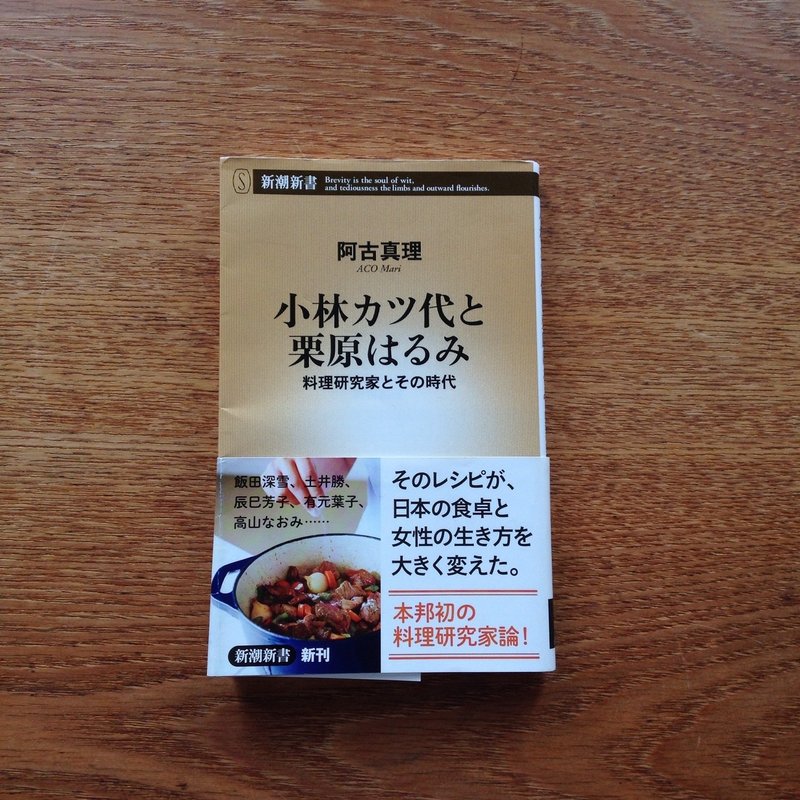 S 新潮新書 Brevity is the soul of wit,
and tediousness the limbs and outward flourishes.
阿古真理
ACO Mari
小林カツ代と
栗原はるみ
料理研究家とその時代
飯田深雪、土井勝、
辰巳芳子、有元葉子、
高山なおみ……
新潮新書 新刊
そのレシピが、
日本の食卓と
女性の生き方を
大きく変えた。
本邦初の
料理研究家論!